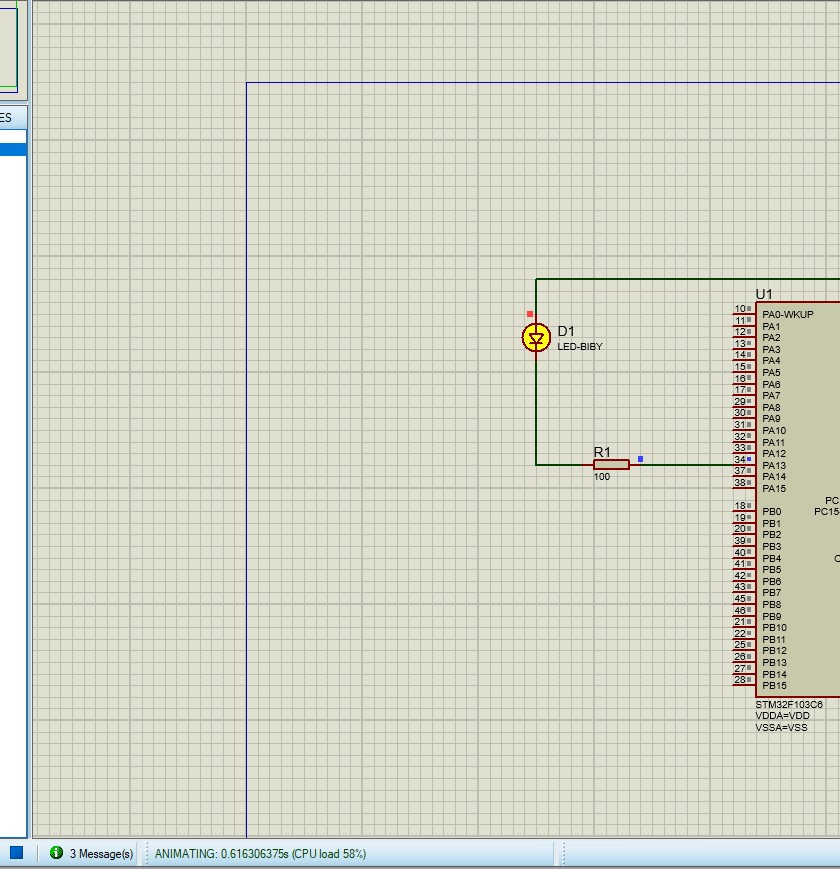 ES
U1
10
PA0-WKUP
11
PA1
12
PA2
13
PA3
14
PA4
15
PA5
16
PA6
17
PA7
29
PA8
30
PA9
31
PA10
32
PA11
33
PA12
34
PA13
37
PA14
38
PA15
D1
LED-BIBY
R1
100
PC
PC15-
O
18
PB0
19
PB1
20
PB2
39
PB3
40
PB4
41
PB5
42
PB6
43
PB7
45
PB8
46
PB9
21
PB10
22
PB11
25
PB12
26
PB13
27
PB14
28
PB15
STM32F103C6
VDDA=VDD
VSSA=VSS
3 Message(s)
ANIMATING: 0.616306375s (CPU load 58%)